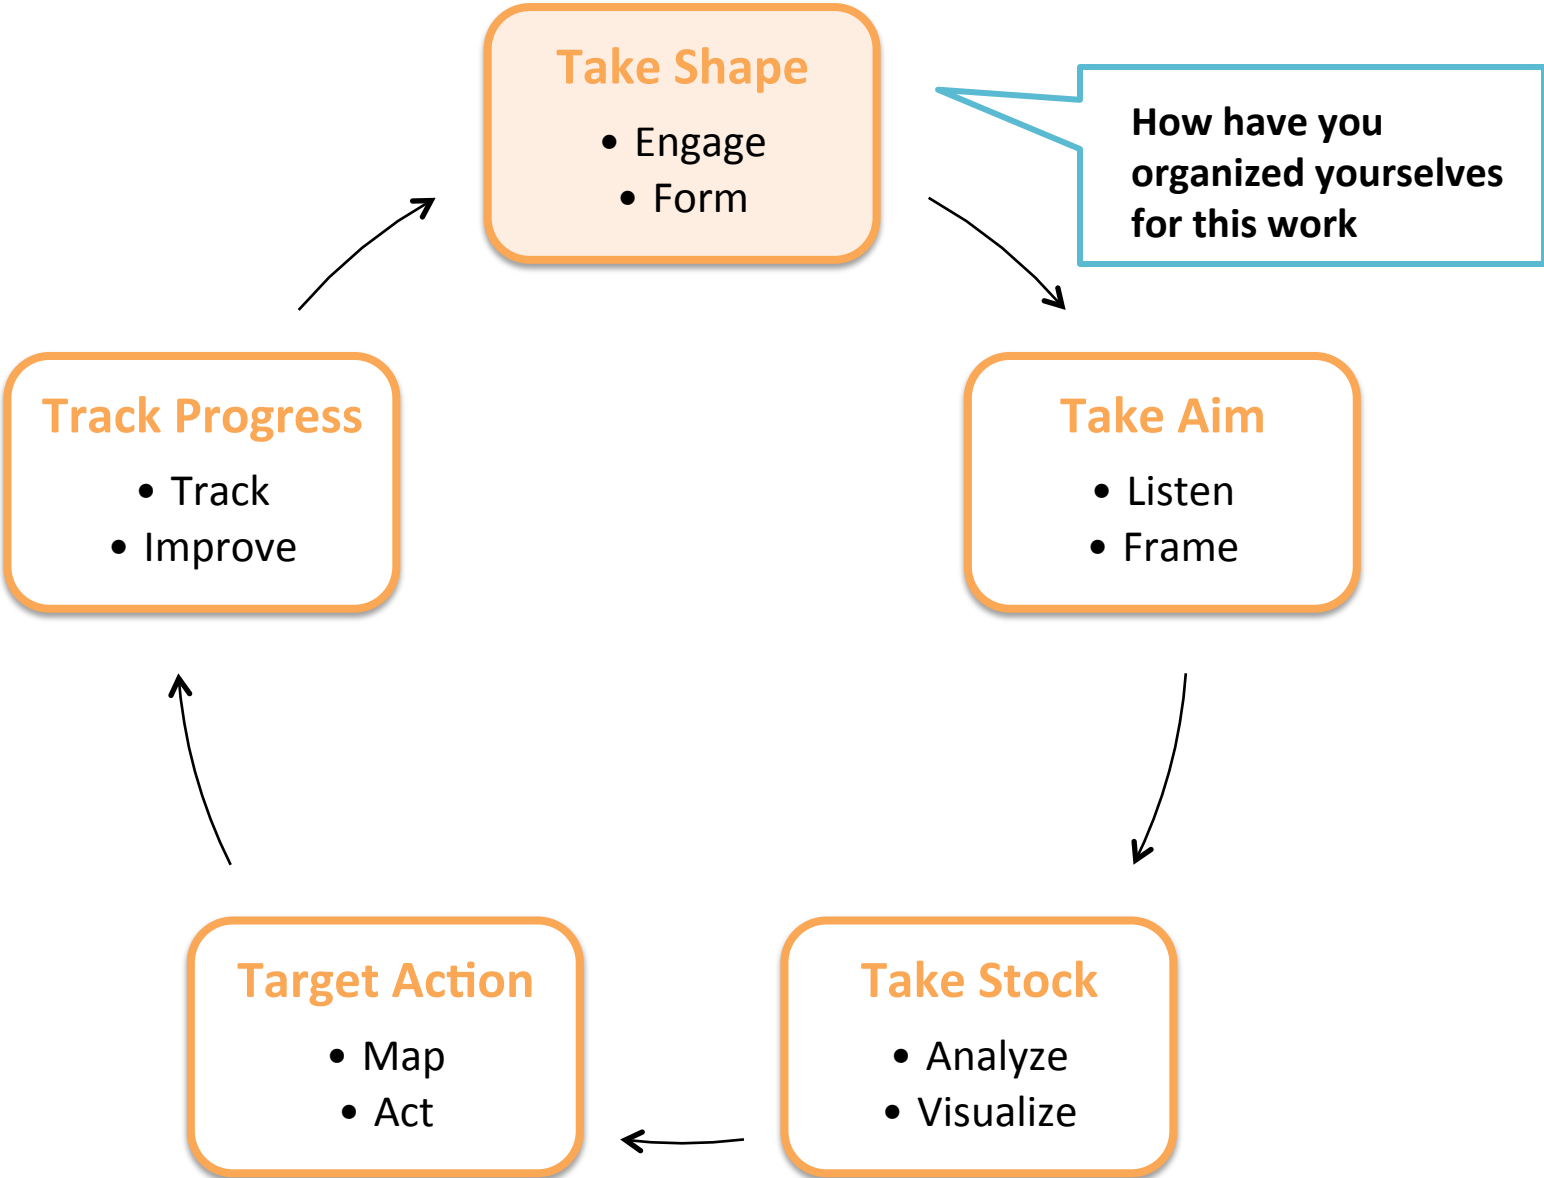 Take Shape
• Engage
• Form
How have you
organized yourselves
for this work
Take Aim
• Listen
• Frame
Take Stock
• Analyze
• Visualize
Target Action
• Map
• Act
Track Progress
• Track
• Improve